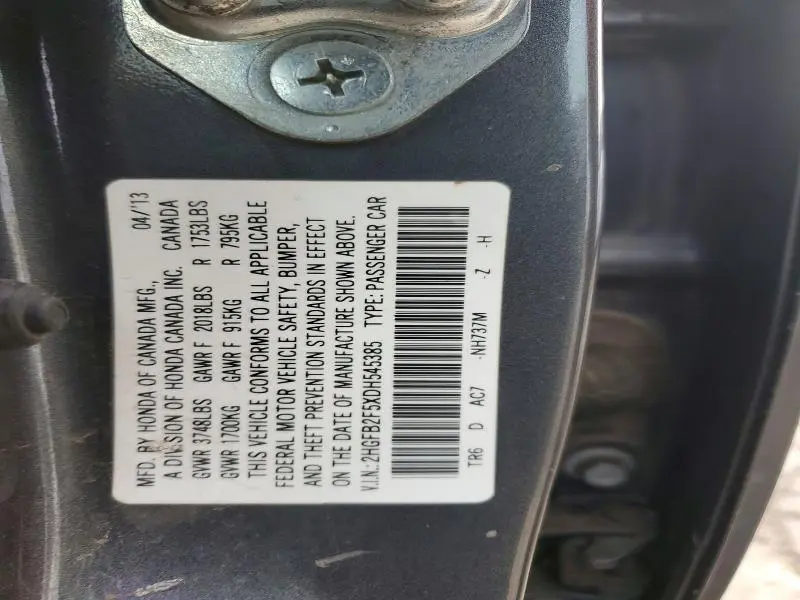 MFD. BY HONDA OF CANADA MFG., 04/'13
A DIVISION OF HONDA CANADA INC. CANADA
GVWR 3748LBS GAWR F 2018LBS R 1753LBS
GVWR 1700KG GAWR F 915KG R 795KG
THIS VEHICLE CONFORMS TO ALL APPLICABLE
FEDERAL MOTOR VEHICLE SAFETY, BUMPER,
AND THEFT PREVENTION STANDARDS IN EFFECT
ON THE DATE OF MANUFACTURE SHOWN ABOVE.
V.I.N.: 2HGFB2F5XDH545385 TYPE: PASSENGER CAR
TR6 D AC7 -NH737M -Z -H